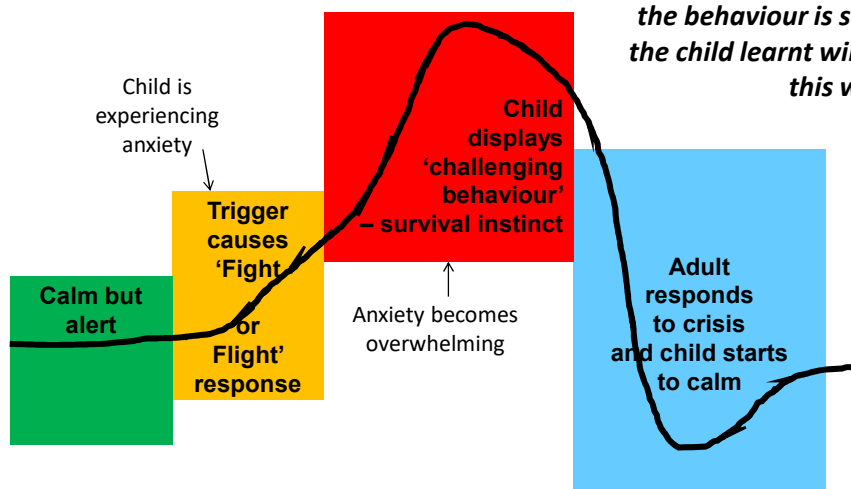 the behaviour is s
the child learnt wil
this w
Child is
experiencing
anxiety
Child
displays
‘challenging
behaviour’
– survival instinct
Trigger
causes
‘Fight
or
Flight’
response
Calm but
alert
Anxiety becomes
overwhelming
Adult
responds
to crisis
and child starts
to calm